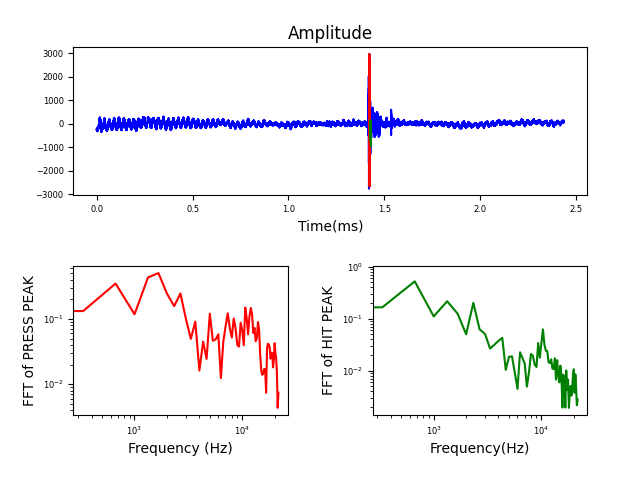 Amplitude
3000
2000
1000
0
−1000
−2000
−3000
0.0 0.5 1.0 1.5 2.0 2.5
Time(ms)
FFT of PRESS PEAK
10⁻¹
10⁻²
10³ 10⁴
Frequency (Hz)
FFT of HIT PEAK
10⁰
10⁻¹
10⁻²
10³ 10⁴
Frequency(Hz)